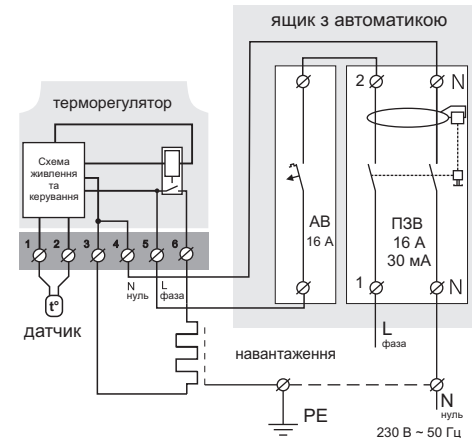 ящик з автоматикою
терморегулятор
Схема
живлення
та
керування
1 2 3 4 5 6
N
нуль
L
фаза
t°
датчик
2
N
АВ
16 А
ПЗВ
16 А
30 мА
1
N
L
фаза
навантаження
PE
N
нуль
230 В ~ 50 Гц